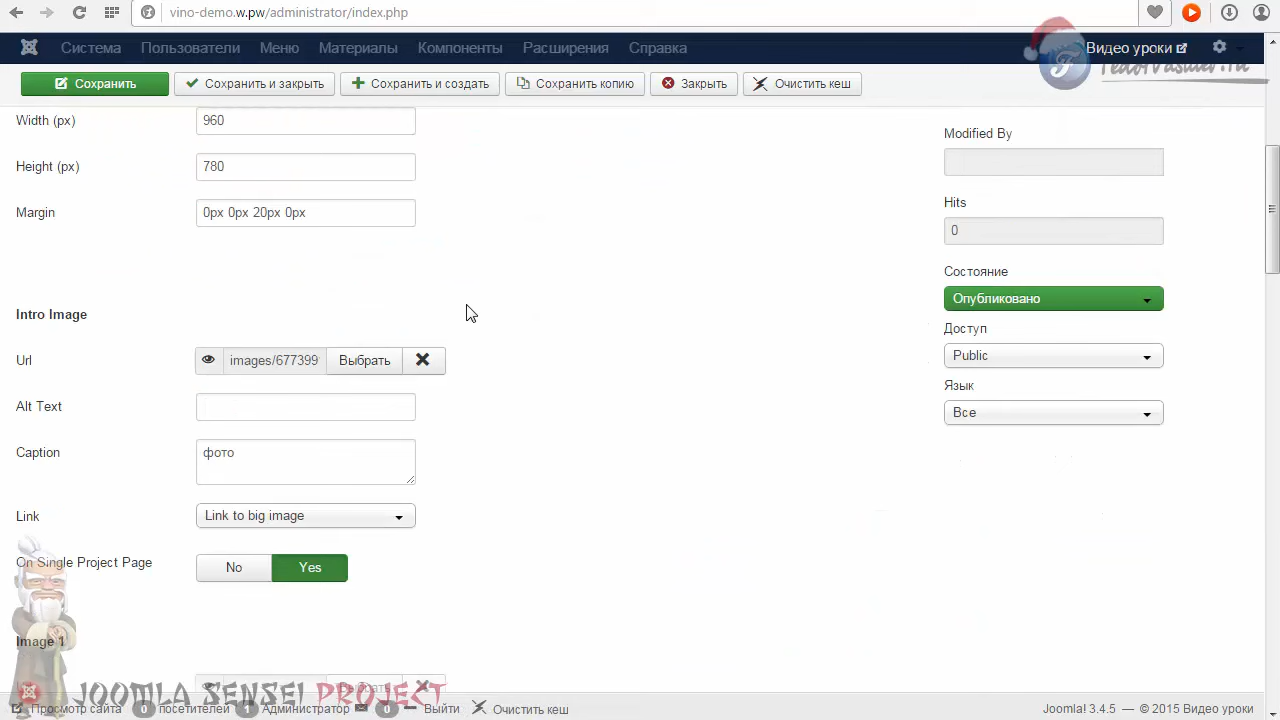 vino-demo.w.pw/administrator/index.php
Система Пользователи Меню Материалы Компоненты Расширения Справка Видео уроки
Сохранить Сохранить и закрыть Сохранить и создать Сохранить копию Закрыть Очистить кеш
Width (px) 960
Height (px) 780
Margin 0px 0px 20px 0px
Intro Image
Url images/677399 Выбрать
Alt Text
Caption фото
Link Link to big image
On Single Project Page No Yes
Image 1
Выбрать
Modified By
Hits
0
Состояние
Опубликовано
Доступ
Public
Язык
Все
JOOMLA SENSEI PROJECT
Просмотр сайта 0 посетителей 1 Администратор 0 Выйти Очистить кеш Joomla! 3.4.5 — © 2015 Видео уроки